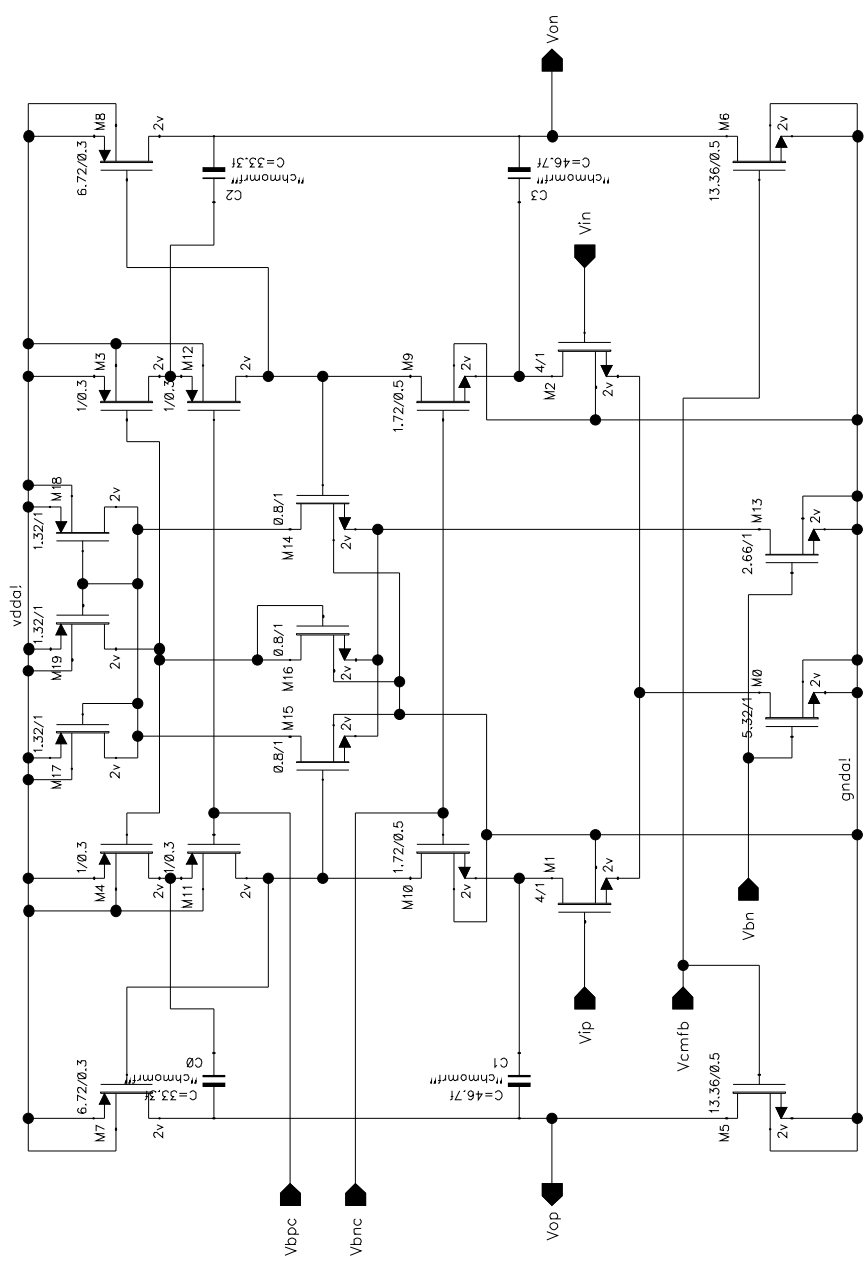 Von
M8
2v
6.72/0.3
C=33.3f
"chmomrf"
C2
C=46.7f
"chmomrf"
C3
M6
2v
13.36/0.5
Vin
M3
2v
1/0.3
M12
2v
1/0.3
M9
2v
1.72/0.5
4/1
M2
2v
vdda!
M18
2v
1.32/1
0.8/1
M14
2v
M13
2v
2.66/1
1.32/1
M19
2v
0.8/1
M16
2v
1.32/1
M17
2v
M15
0.8/1
2v
M0
2v
5.32/1
gnda!
1/0.3
M4
2v
1/0.3
M11
2v
1.72/0.5
M10
2v
M1
4/1
2v
Vbn
Vip
Vcmfb
6.72/0.3
M7
2v
C0
"chmomrf"
C=33.3f
C1
"chmomrf"
C=46.7f
13.36/0.5
M5
2v
Vbpc
Vbnc
Vop